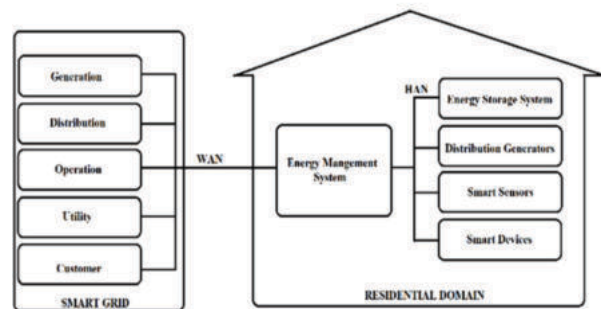 Generation
Distribution
Operation
Utility
Customer
SMART GRID
WAN
Energy Mangement
System
HAN
Energy Storage System
Distribution Generators
Smart Sensors
Smart Devices
RESIDENTIAL DOMAIN